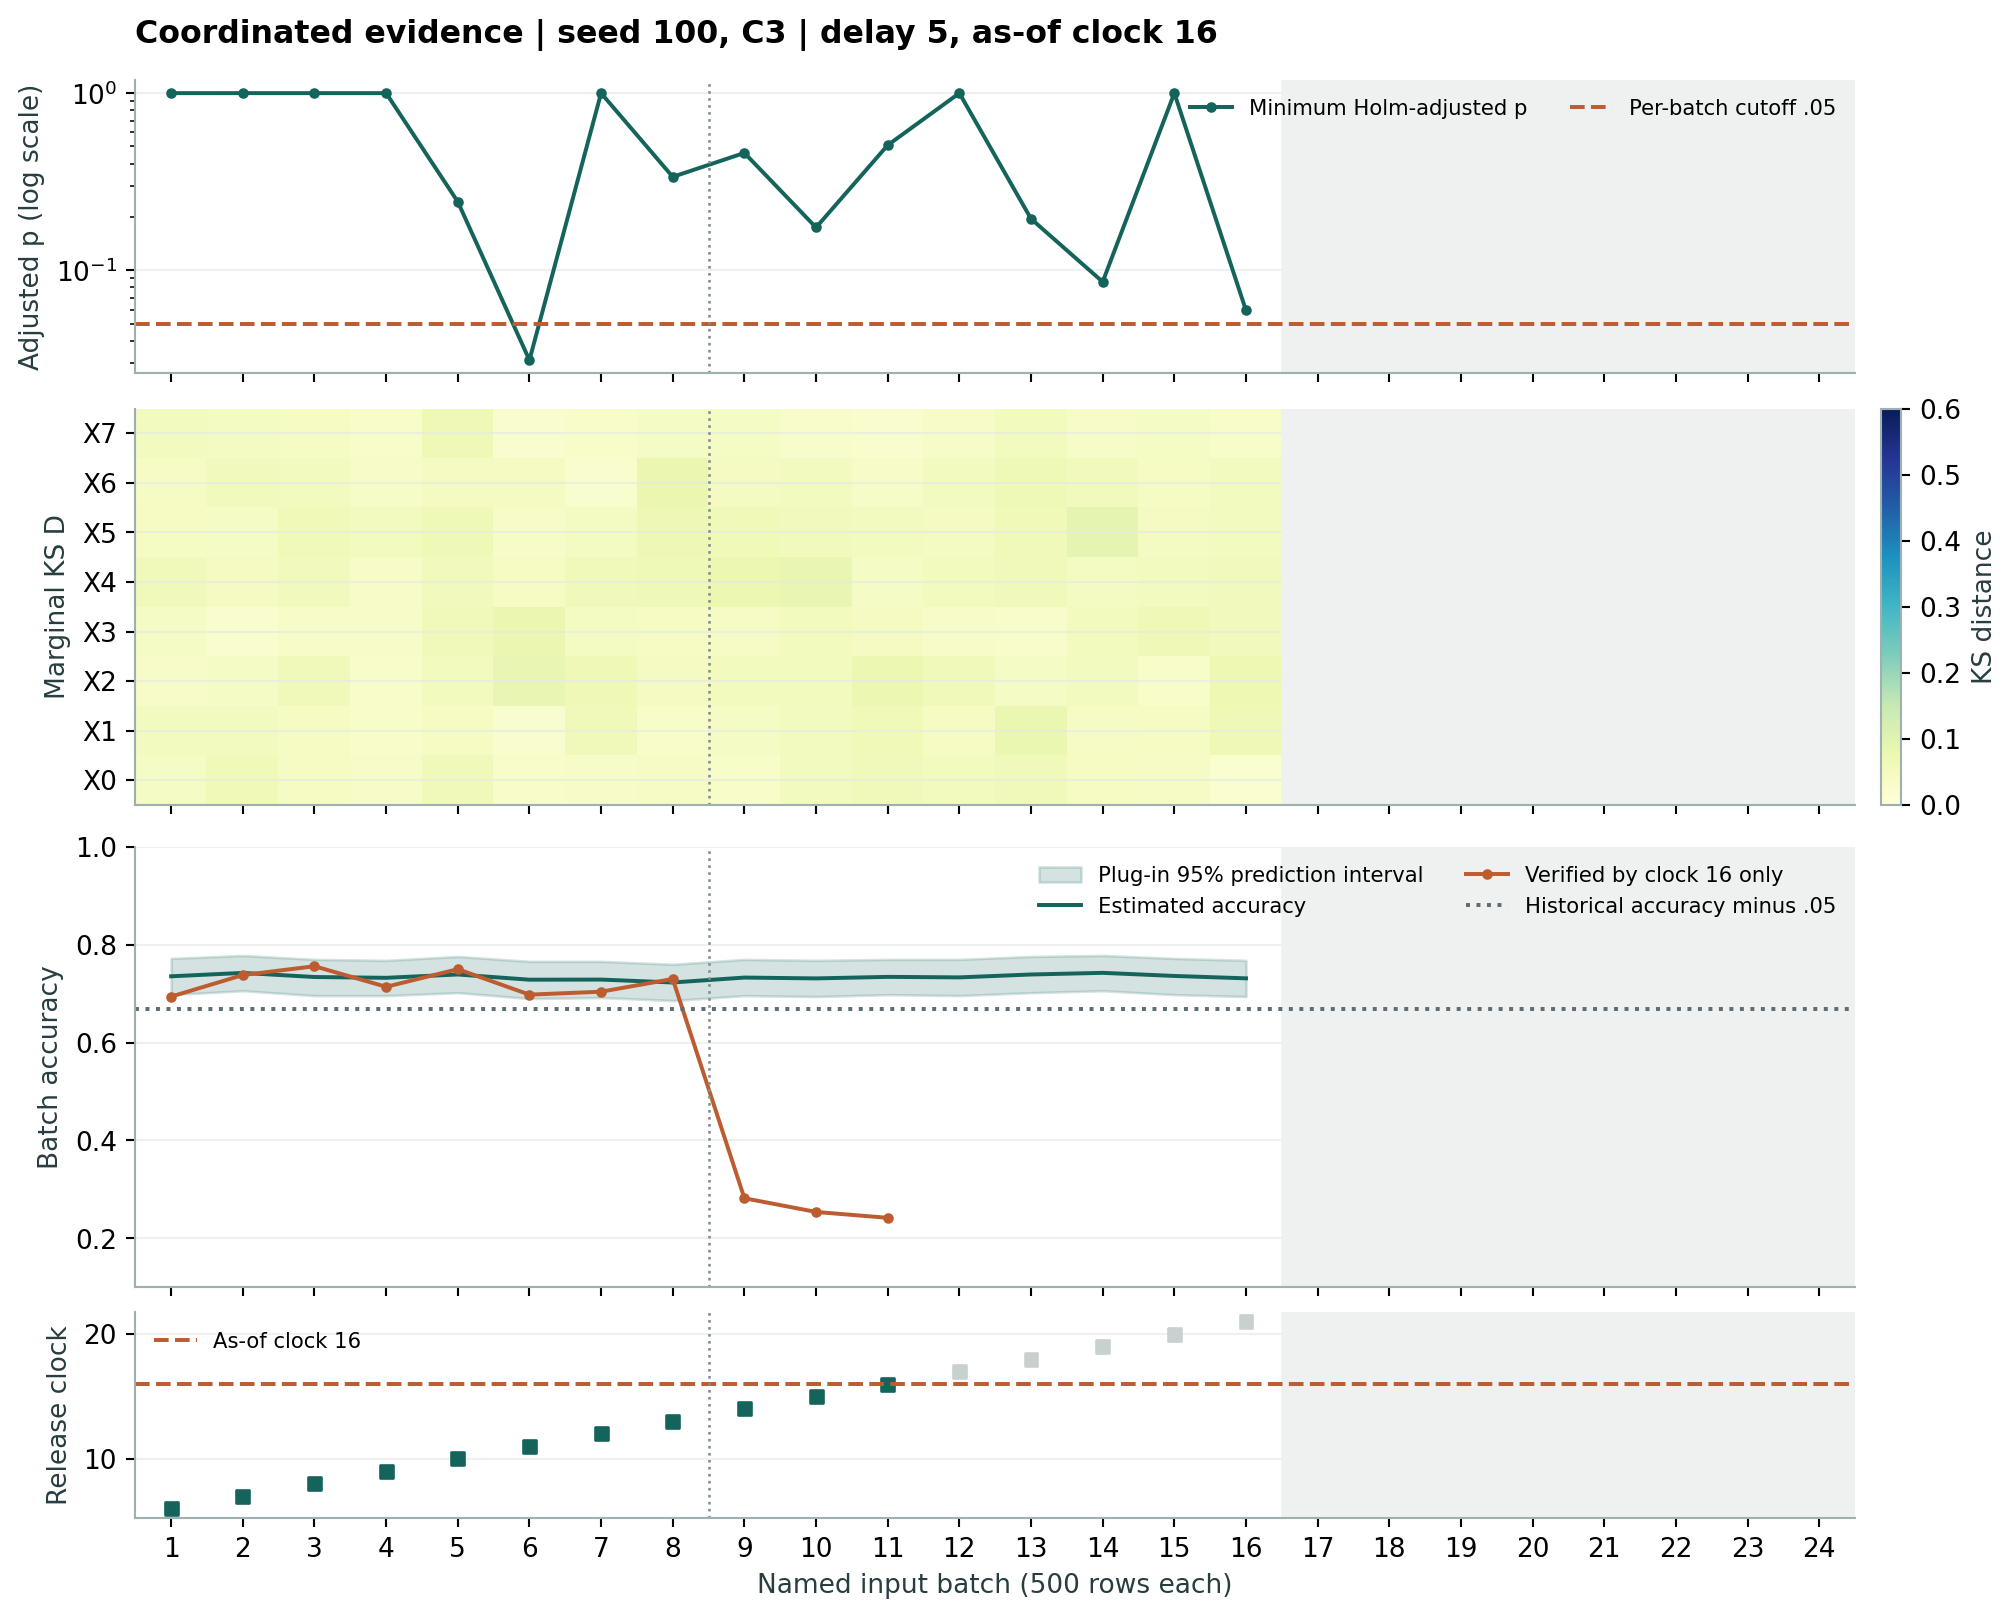 Coordinated evidence | seed 100, C3 | delay 5, as-of clock 16
Adjusted p (log scale)
10⁰
10⁻¹
Minimum Holm-adjusted p
Per-batch cutoff .05
Marginal KS D
X7
X6
X5
X4
X3
X2
X1
X0
0.6
0.5
0.4
0.3
0.2
0.1
0.0
KS distance
Batch accuracy
1.0
0.8
0.6
0.4
0.2
Plug-in 95% prediction interval
Estimated accuracy
Verified by clock 16 only
Historical accuracy minus .05
Release clock
20
10
As-of clock 16
1 2 3 4 5 6 7 8 9 10 11 12 13 14 15 16 17 18 19 20 21 22 23 24
Named input batch (500 rows each)